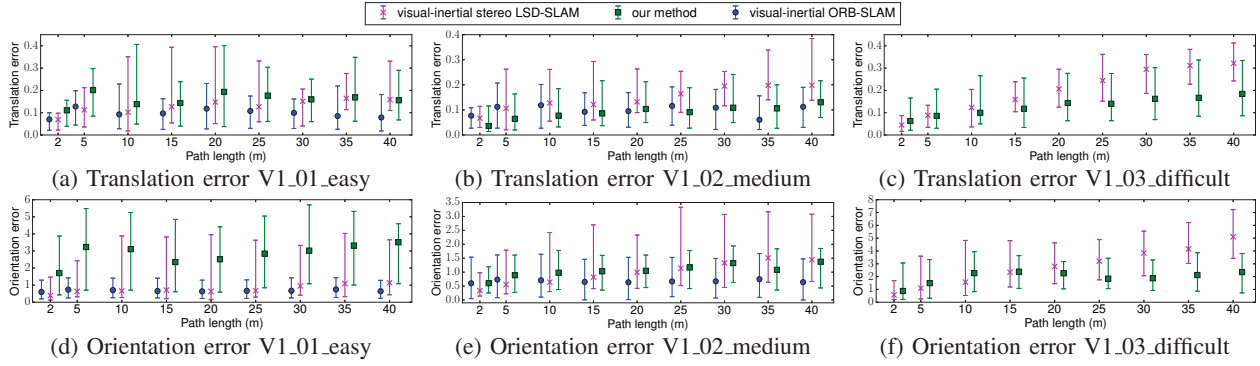 visual-inertial stereo LSD-SLAM our method visual-inertial ORB-SLAM
Translation error
0.4
0.3
0.2
0.1
0.0
2 5 10 15 20 25 30 35 40
Path length (m)
(a) Translation error V1_01_easy
Translation error
0.4
0.3
0.2
0.1
0.0
2 5 10 15 20 25 30 35 40
Path length (m)
(b) Translation error V1_02_medium
Translation error
0.4
0.3
0.2
0.1
0.0
2 5 10 15 20 25 30 35 40
Path length (m)
(c) Translation error V1_03_difficult
Orientation error
6
5
4
3
2
1
0
2 5 10 15 20 25 30 35 40
Path length (m)
(d) Orientation error V1_01_easy
Orientation error
3.5
3.0
2.5
2.0
1.5
1.0
0.5
0.0
2 5 10 15 20 25 30 35 40
Path length (m)
(e) Orientation error V1_02_medium
Orientation error
8
7
6
5
4
3
2
1
0
2 5 10 15 20 25 30 35 40
Path length (m)
(f) Orientation error V1_03_difficult